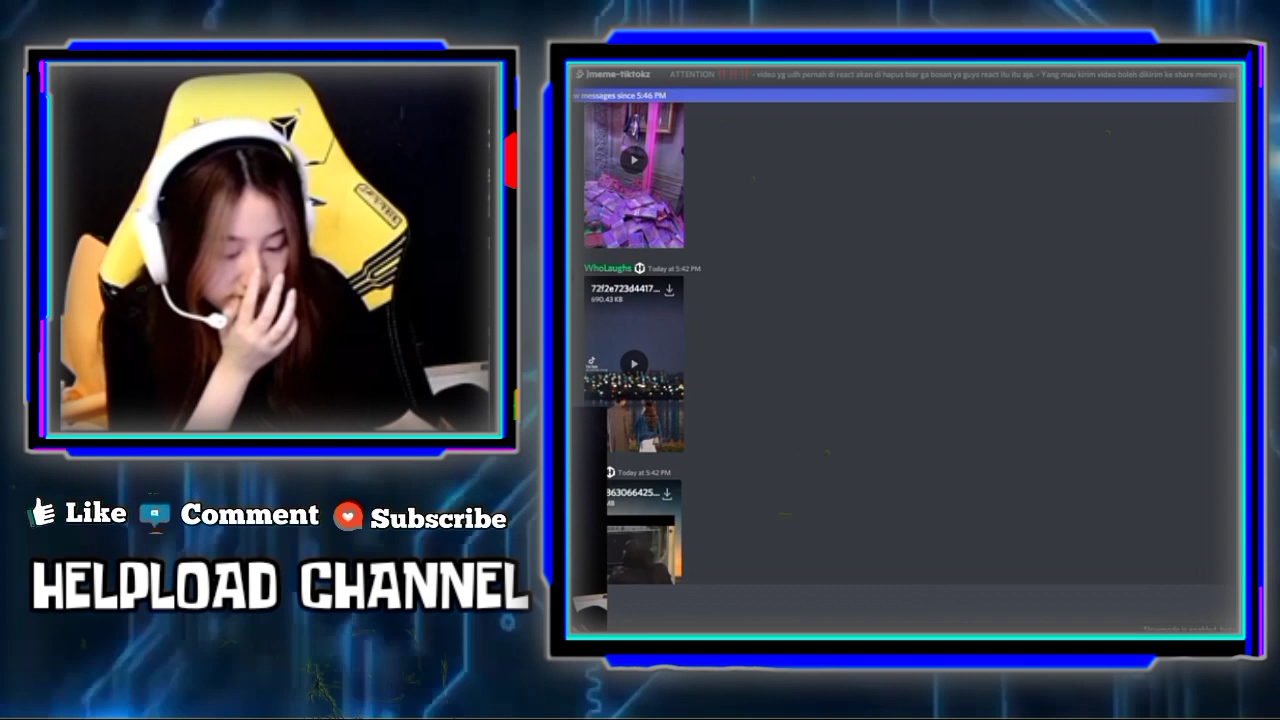 meme-tiktokz
ATTENTION - video yg udh pernah di react akan di hapus biar ga bosen ya guys react itu itu aja. - Yang mau kirim video boleh dikirim ke share meme ya
messages since 5:46 PM
WhoLaughs Today at 5:42 PM
72f2e723d4417...
690.43 KB
Today at 5:42 PM
863066425...
MB
Like Comment Subscribe
HELPLOAD CHANNEL